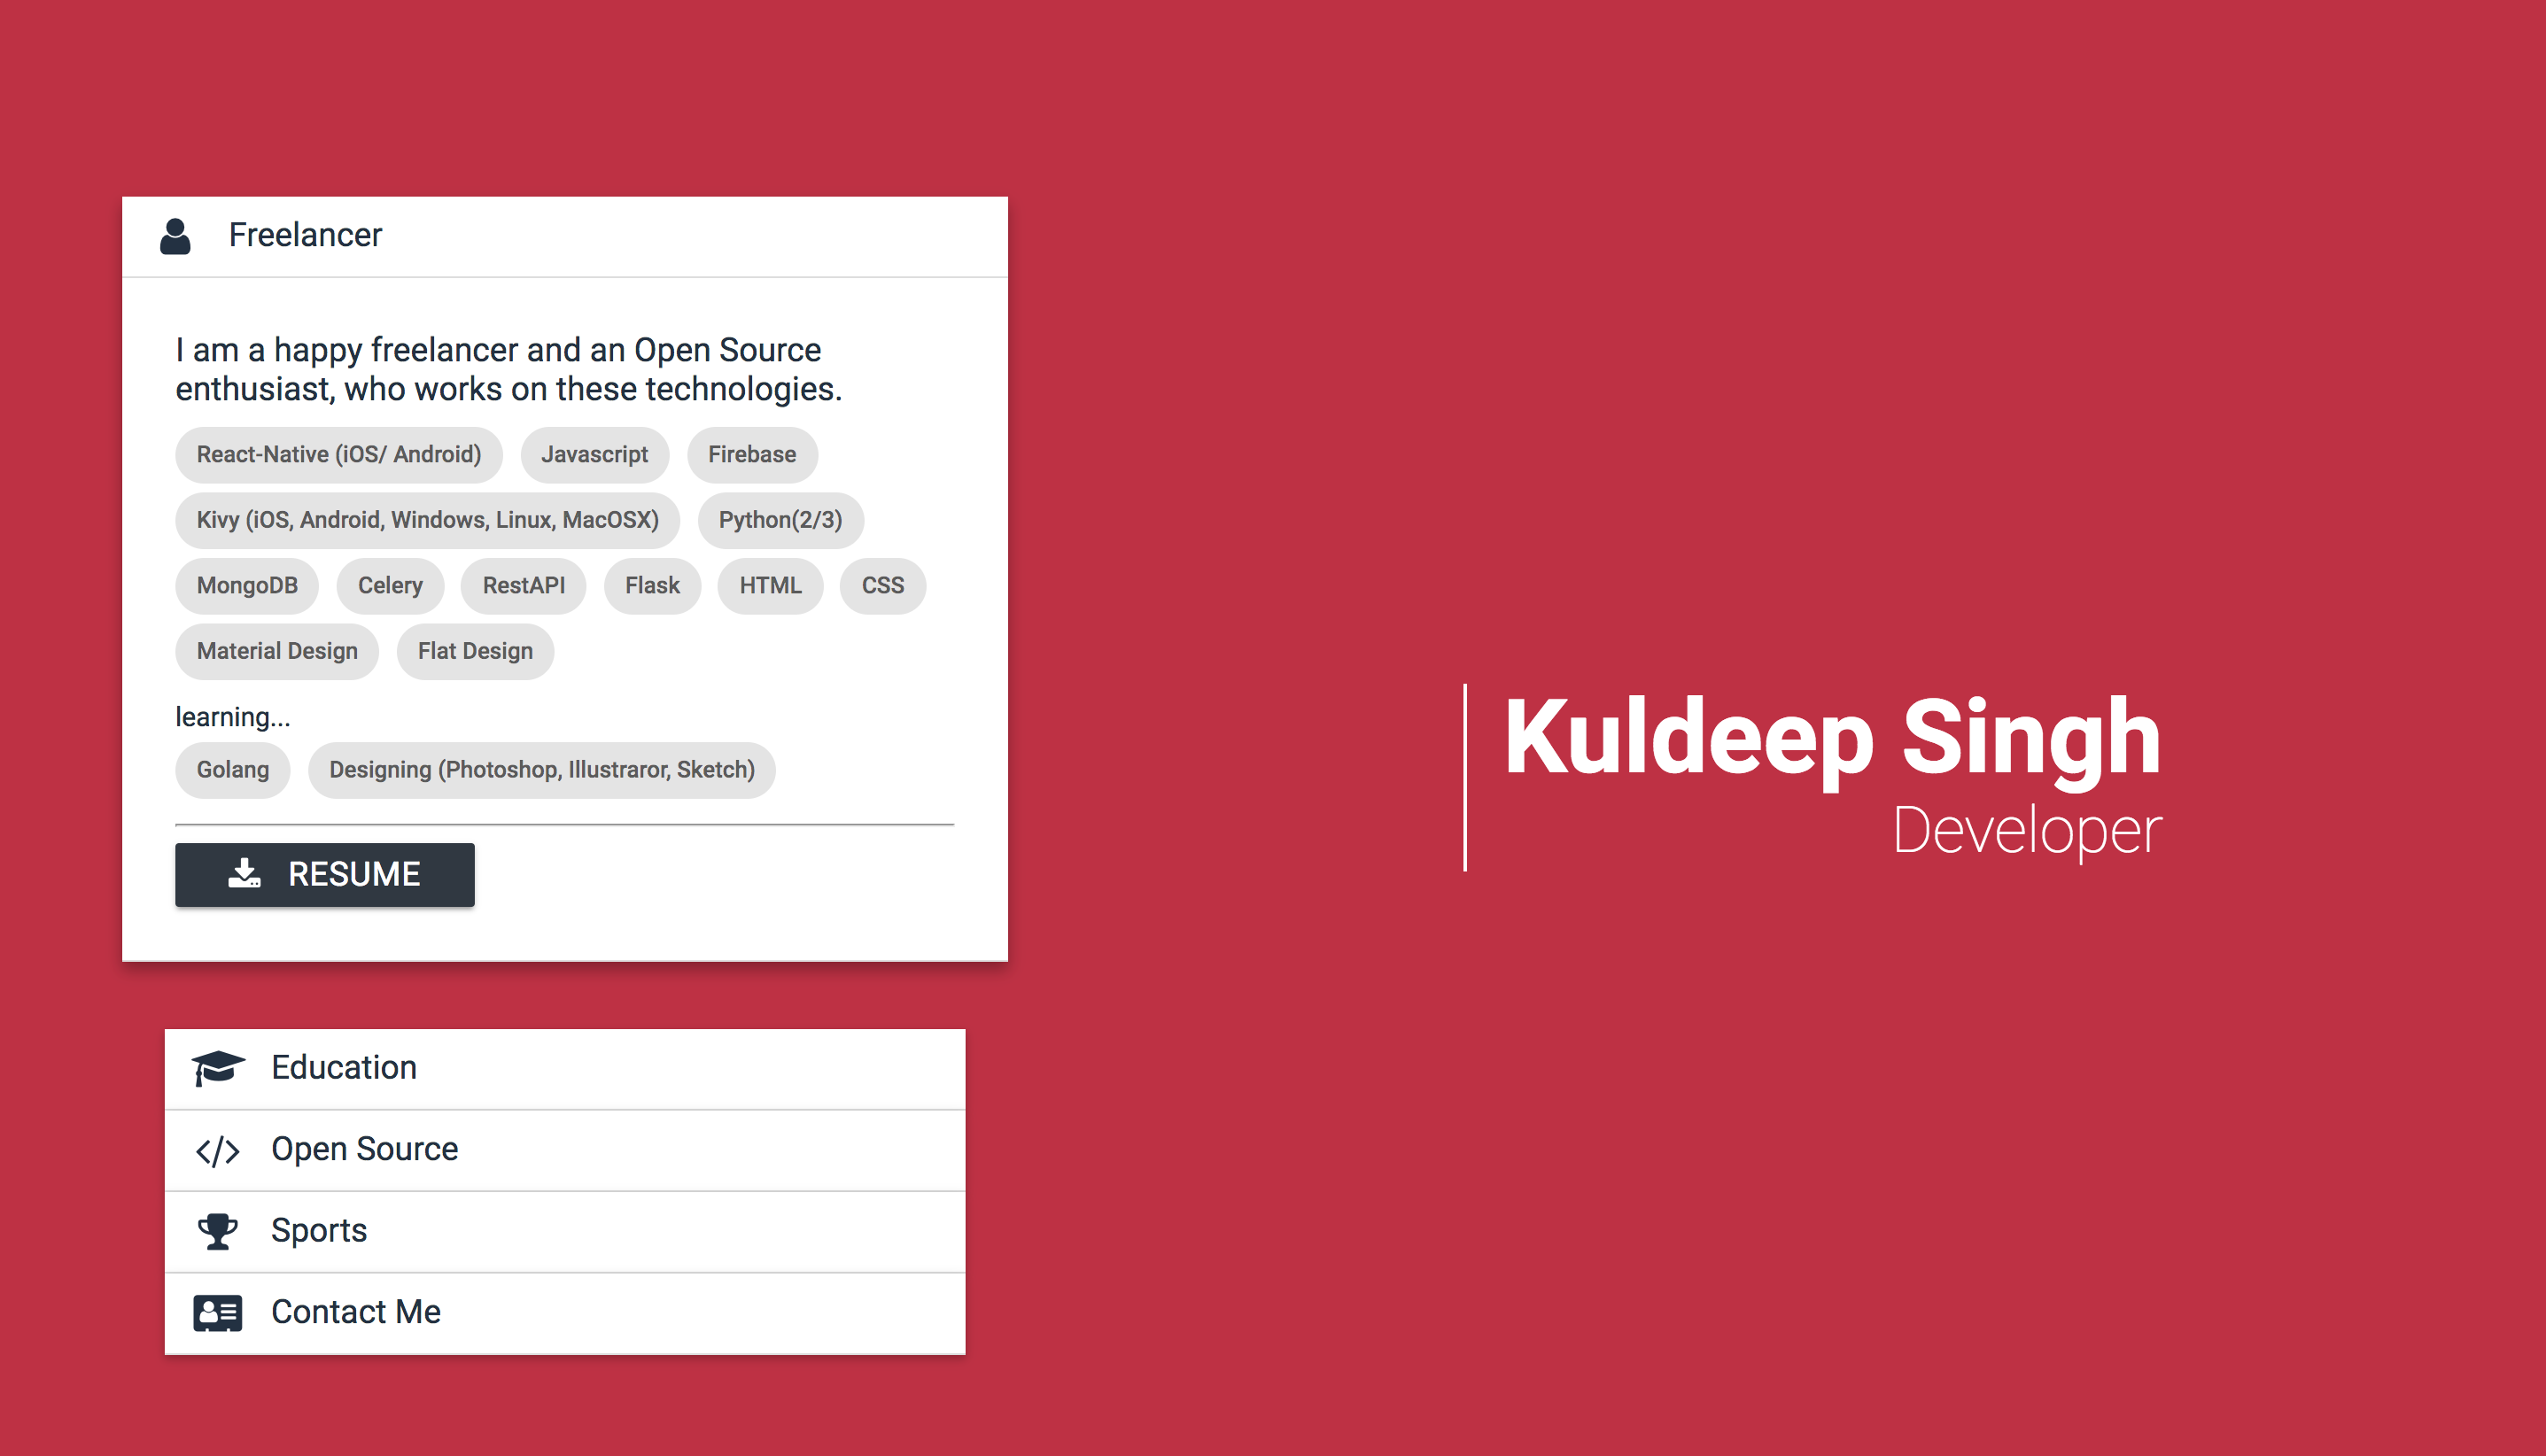 Freelancer
I am a happy freelancer and an Open Source
enthusiast, who works on these technologies.
React-Native (iOS/ Android) Javascript Firebase
Kivy (iOS, Android, Windows, Linux, MacOSX) Python(2/3)
MongoDB Celery RestAPI Flask HTML CSS
Material Design Flat Design
learning...
Golang Designing (Photoshop, Illustraror, Sketch)
RESUME
Education
Open Source
Sports
Contact Me
Kuldeep Singh
Developer